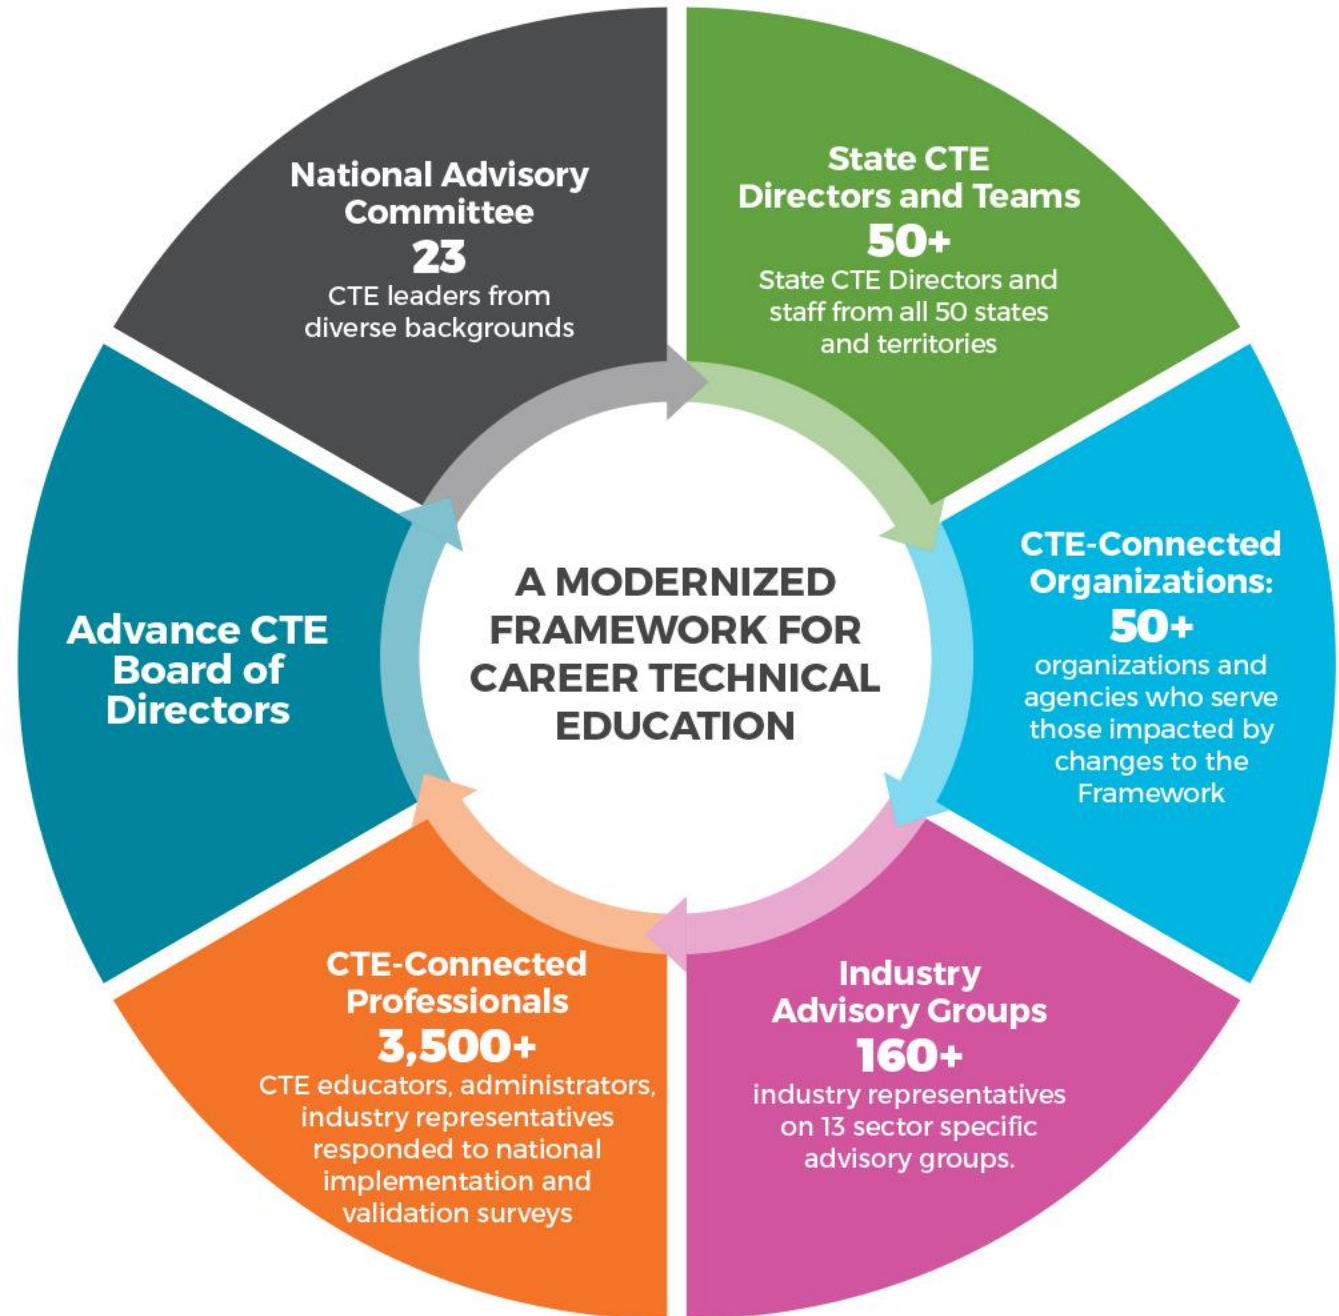 National Advisory
Committee
23
CTE leaders from
diverse backgrounds
State CTE
Directors and Teams
50+
State CTE Directors and
staff from all 50 states
and territories
CTE-Connected
Organizations:
50+
organizations and
agencies who serve
those impacted by
changes to the
Framework
Industry
Advisory Groups
160+
industry representatives
on 13 sector specific
advisory groups.
CTE-Connected
Professionals
3,500+
CTE educators, administrators,
industry representatives
responded to national
implementation and
validation surveys
Advance CTE
Board of
Directors
A MODERNIZED
FRAMEWORK FOR
CAREER TECHNICAL
EDUCATION